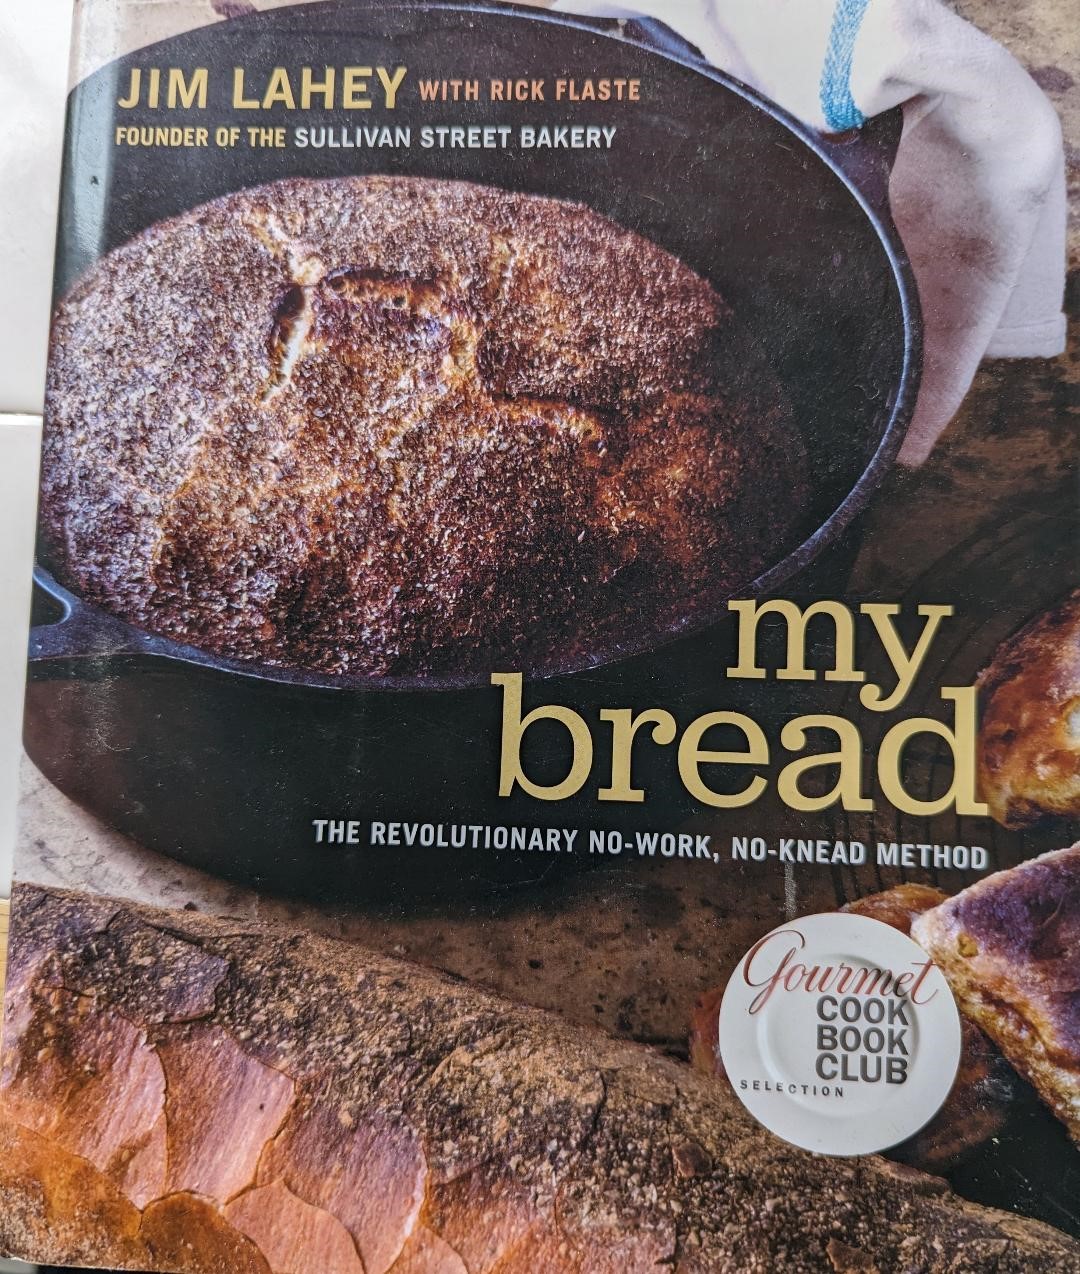 JIM LAHEY WITH RICK FLASTE
FOUNDER OF THE SULLIVAN STREET BAKERY
my
bread
THE REVOLUTIONARY NO-WORK, NO-KNEAD METHOD
Gourmet
COOK
BOOK
CLUB
SELECTION